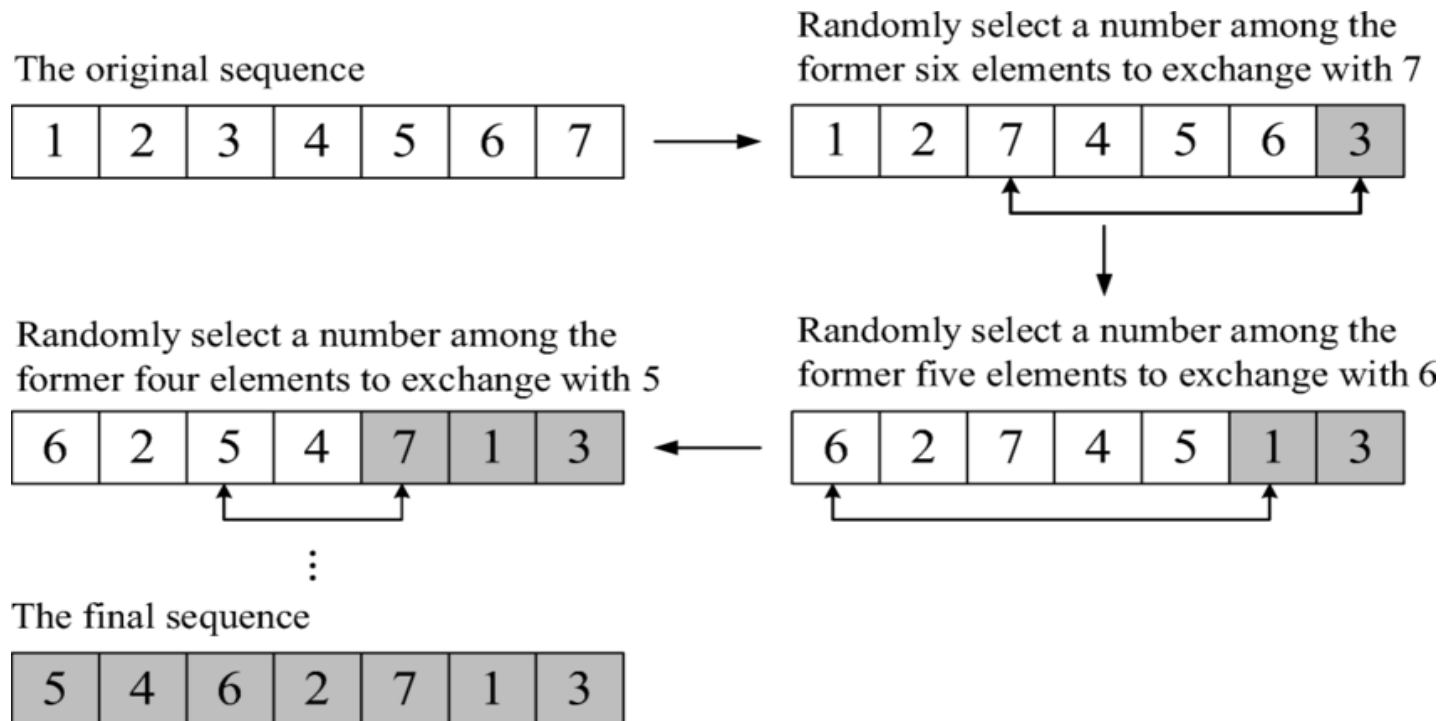 The original sequence
1 2 3 4 5 6 7
Randomly select a number among the
former six elements to exchange with 7
1 2 7 4 5 6 3
Randomly select a number among the
former five elements to exchange with 6
6 2 7 4 5 1 3
Randomly select a number among the
former four elements to exchange with 5
6 2 5 4 7 1 3
⋮
The final sequence
5 4 6 2 7 1 3